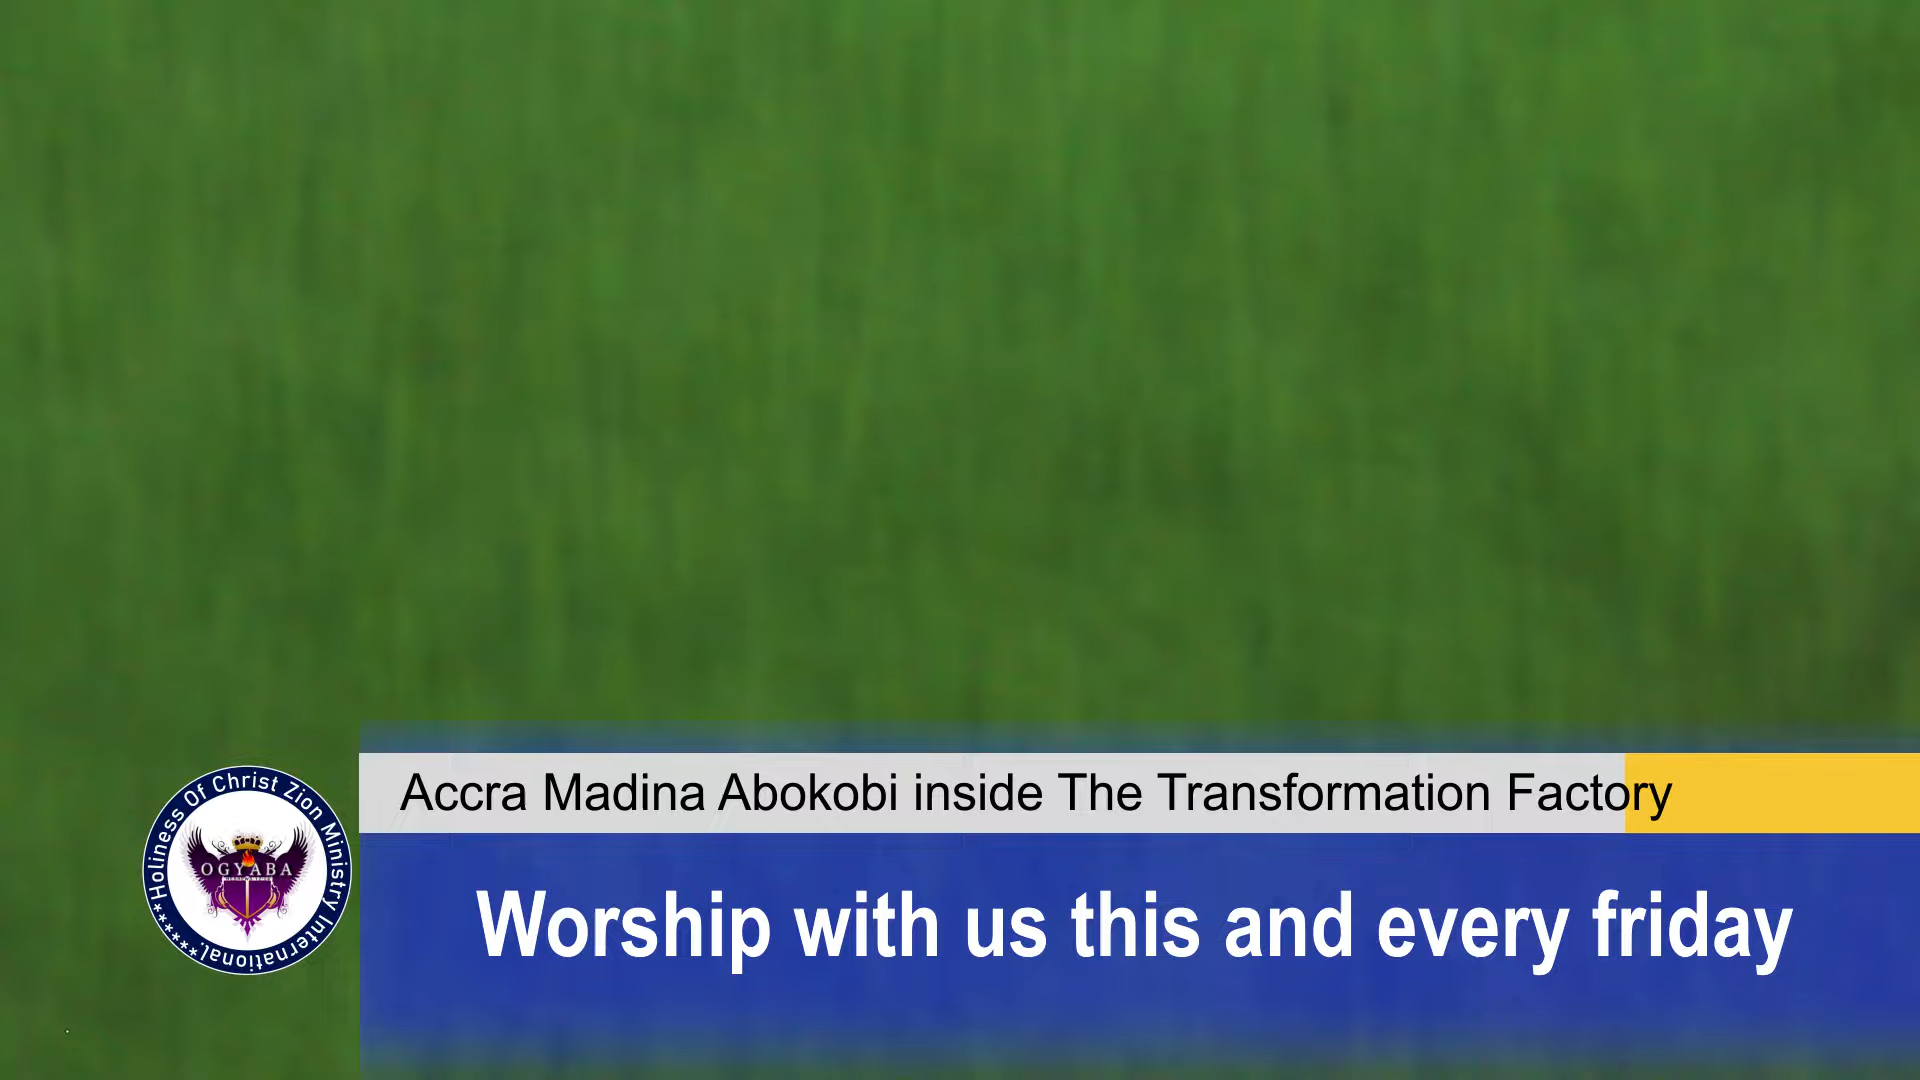 Accra Madina Abokobi inside The Transformation Factory
*****Holiness Of Christ Zion Ministry International.*****
OGYABA
Worship with us this and every friday